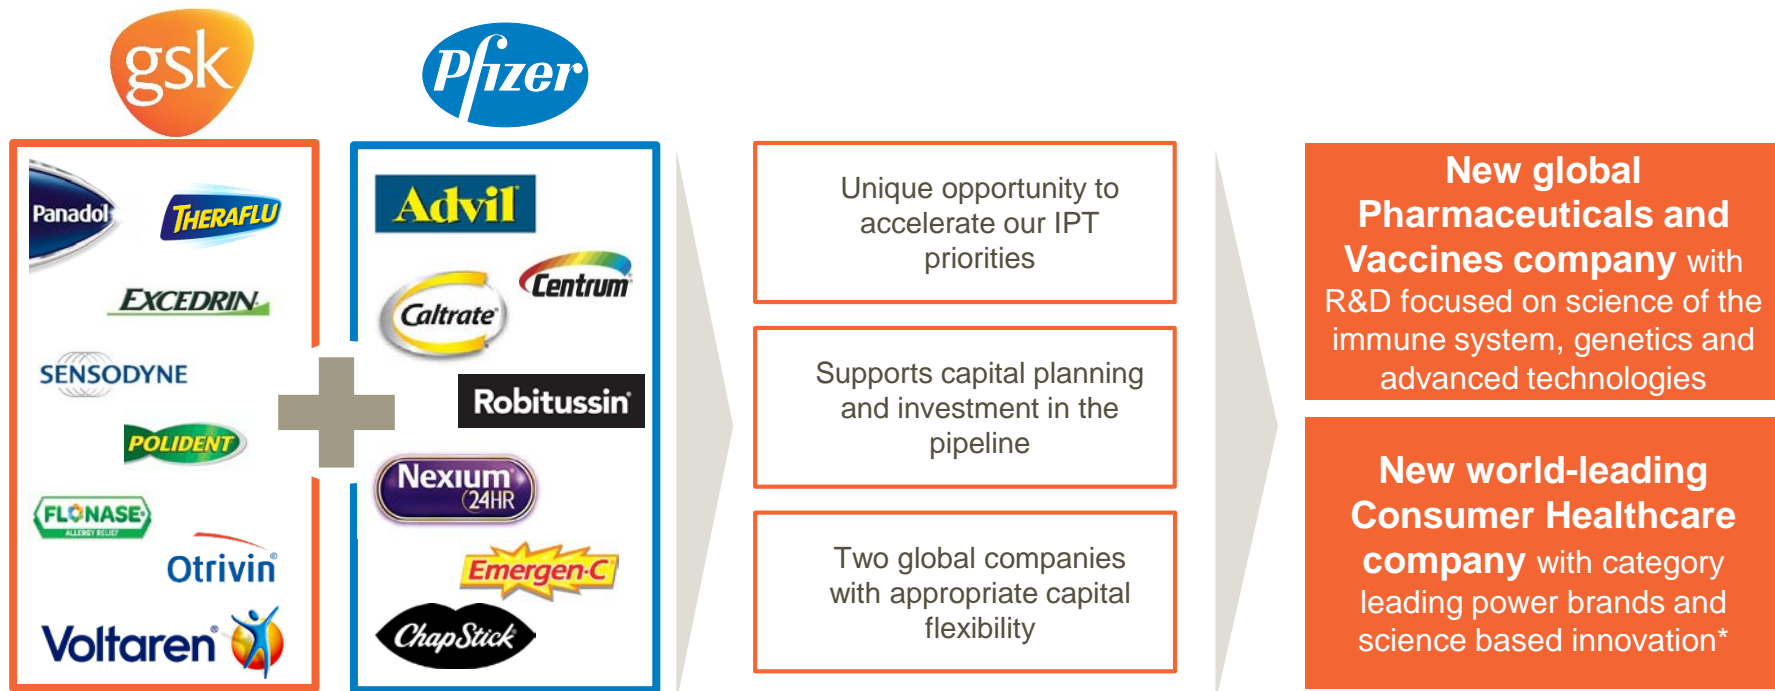 gsk
Pfizer
Panadol
THERAFLU
EXCEDRIN
SENSODYNE
POLIDENT
FLONASE
ALLERGY RELIEF
Otrivin
Voltaren
Advil
Centrum
Caltrate
Robitussin
Nexium
24HR
Emergen-C
ChapStick
Unique opportunity to
accelerate our IPT
priorities
Supports capital planning
and investment in the
pipeline
Two global companies
with appropriate capital
flexibility
New global
Pharmaceuticals and
Vaccines company with
R&D focused on science of the
immune system, genetics and
advanced technologies
New world-leading
Consumer Healthcare
company with category
leading power brands and
science based innovation*